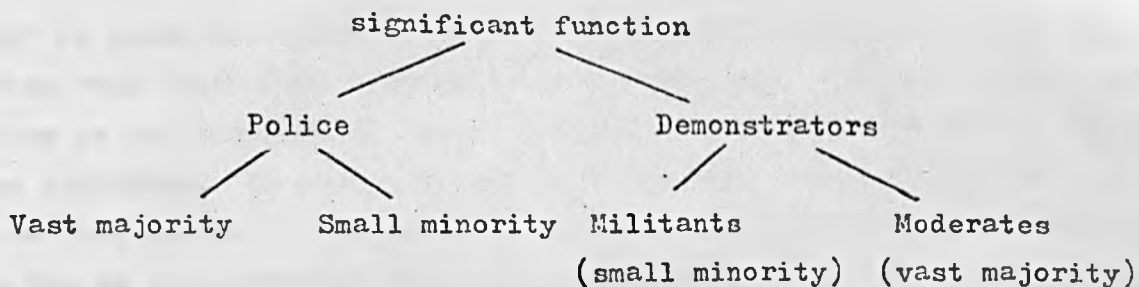 significant function
Police Demonstrators
Vast majority Small minority Militants Moderates
(small minority) (vast majority)